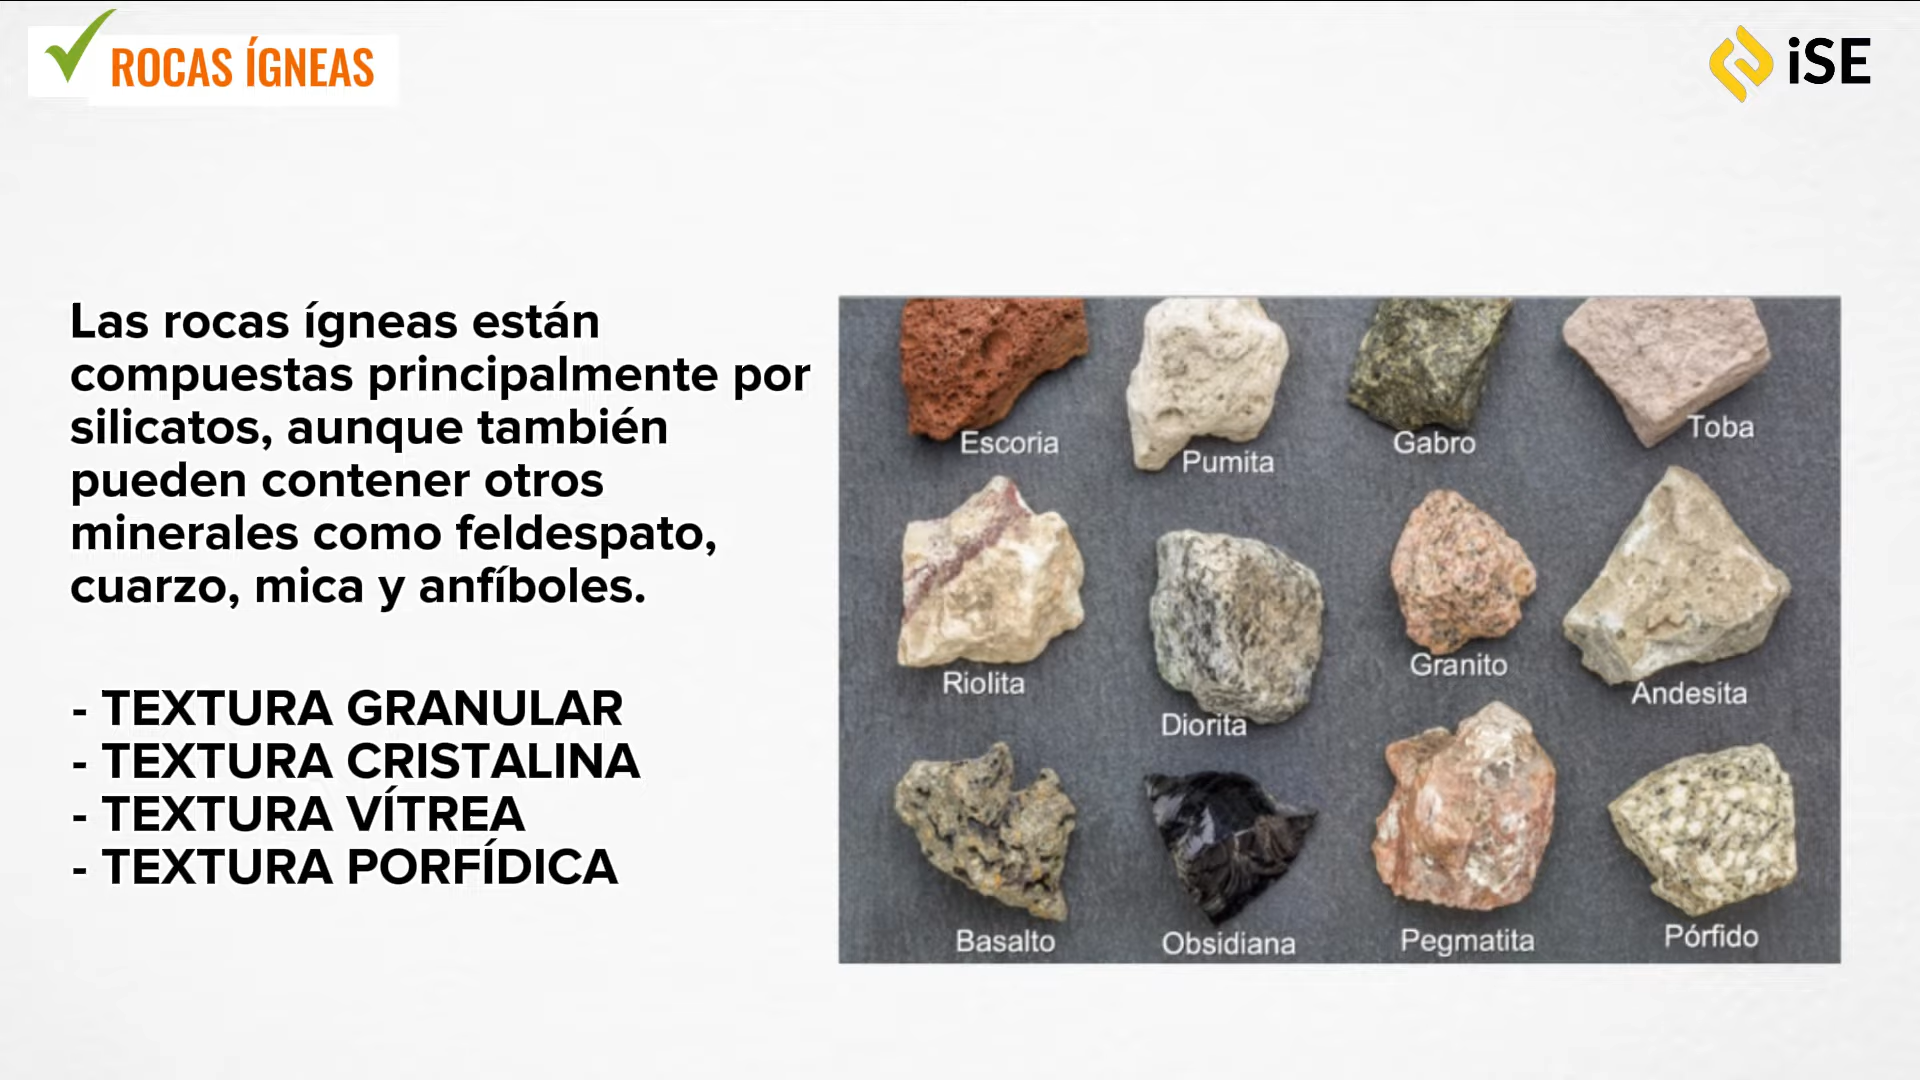 ROCAS ÍGNEAS
iSE
Las rocas ígneas están
compuestas principalmente por
silicatos, aunque también
pueden contener otros
minerales como feldespato,
cuarzo, mica y anfíboles.
- TEXTURA GRANULAR
- TEXTURA CRISTALINA
- TEXTURA VÍTREA
- TEXTURA PORFÍDICA
Escoria
Pumita
Gabro
Toba
Riolita
Diorita
Granito
Andesita
Basalto
Obsidiana
Pegmatita
Pórfido